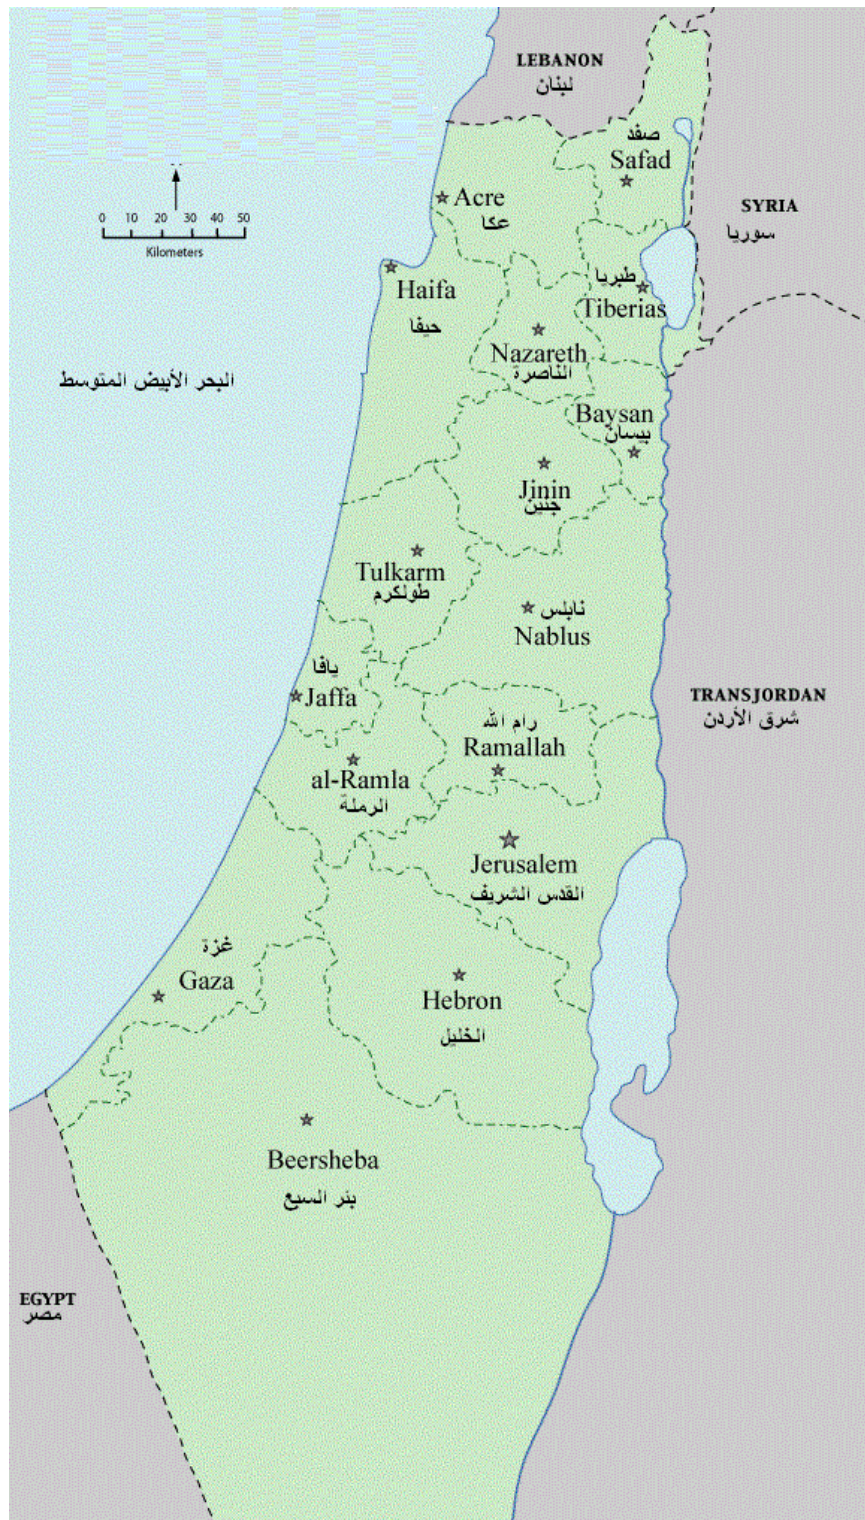 LEBANON
لبنان
صفد
Safad
Acre
عكا
SYRIA
سوريا
0 10 20 30 40 50
Kilometers
طبريا
Tiberias
Haifa
حيفا
Nazareth
الناصرة
البحر الأبيض المتوسط
Baysan
بيسان
Jinin
جنين
Tulkarm
طولكرم
نابلس
Nablus
يافا
Jaffa
TRANSJORDAN
شرق الأردن
رام الله
Ramallah
al-Ramla
الرملة
Jerusalem
القدس الشريف
غزة
Gaza
Hebron
الخليل
Beersheba
بئر السبع
EGYPT
مصر